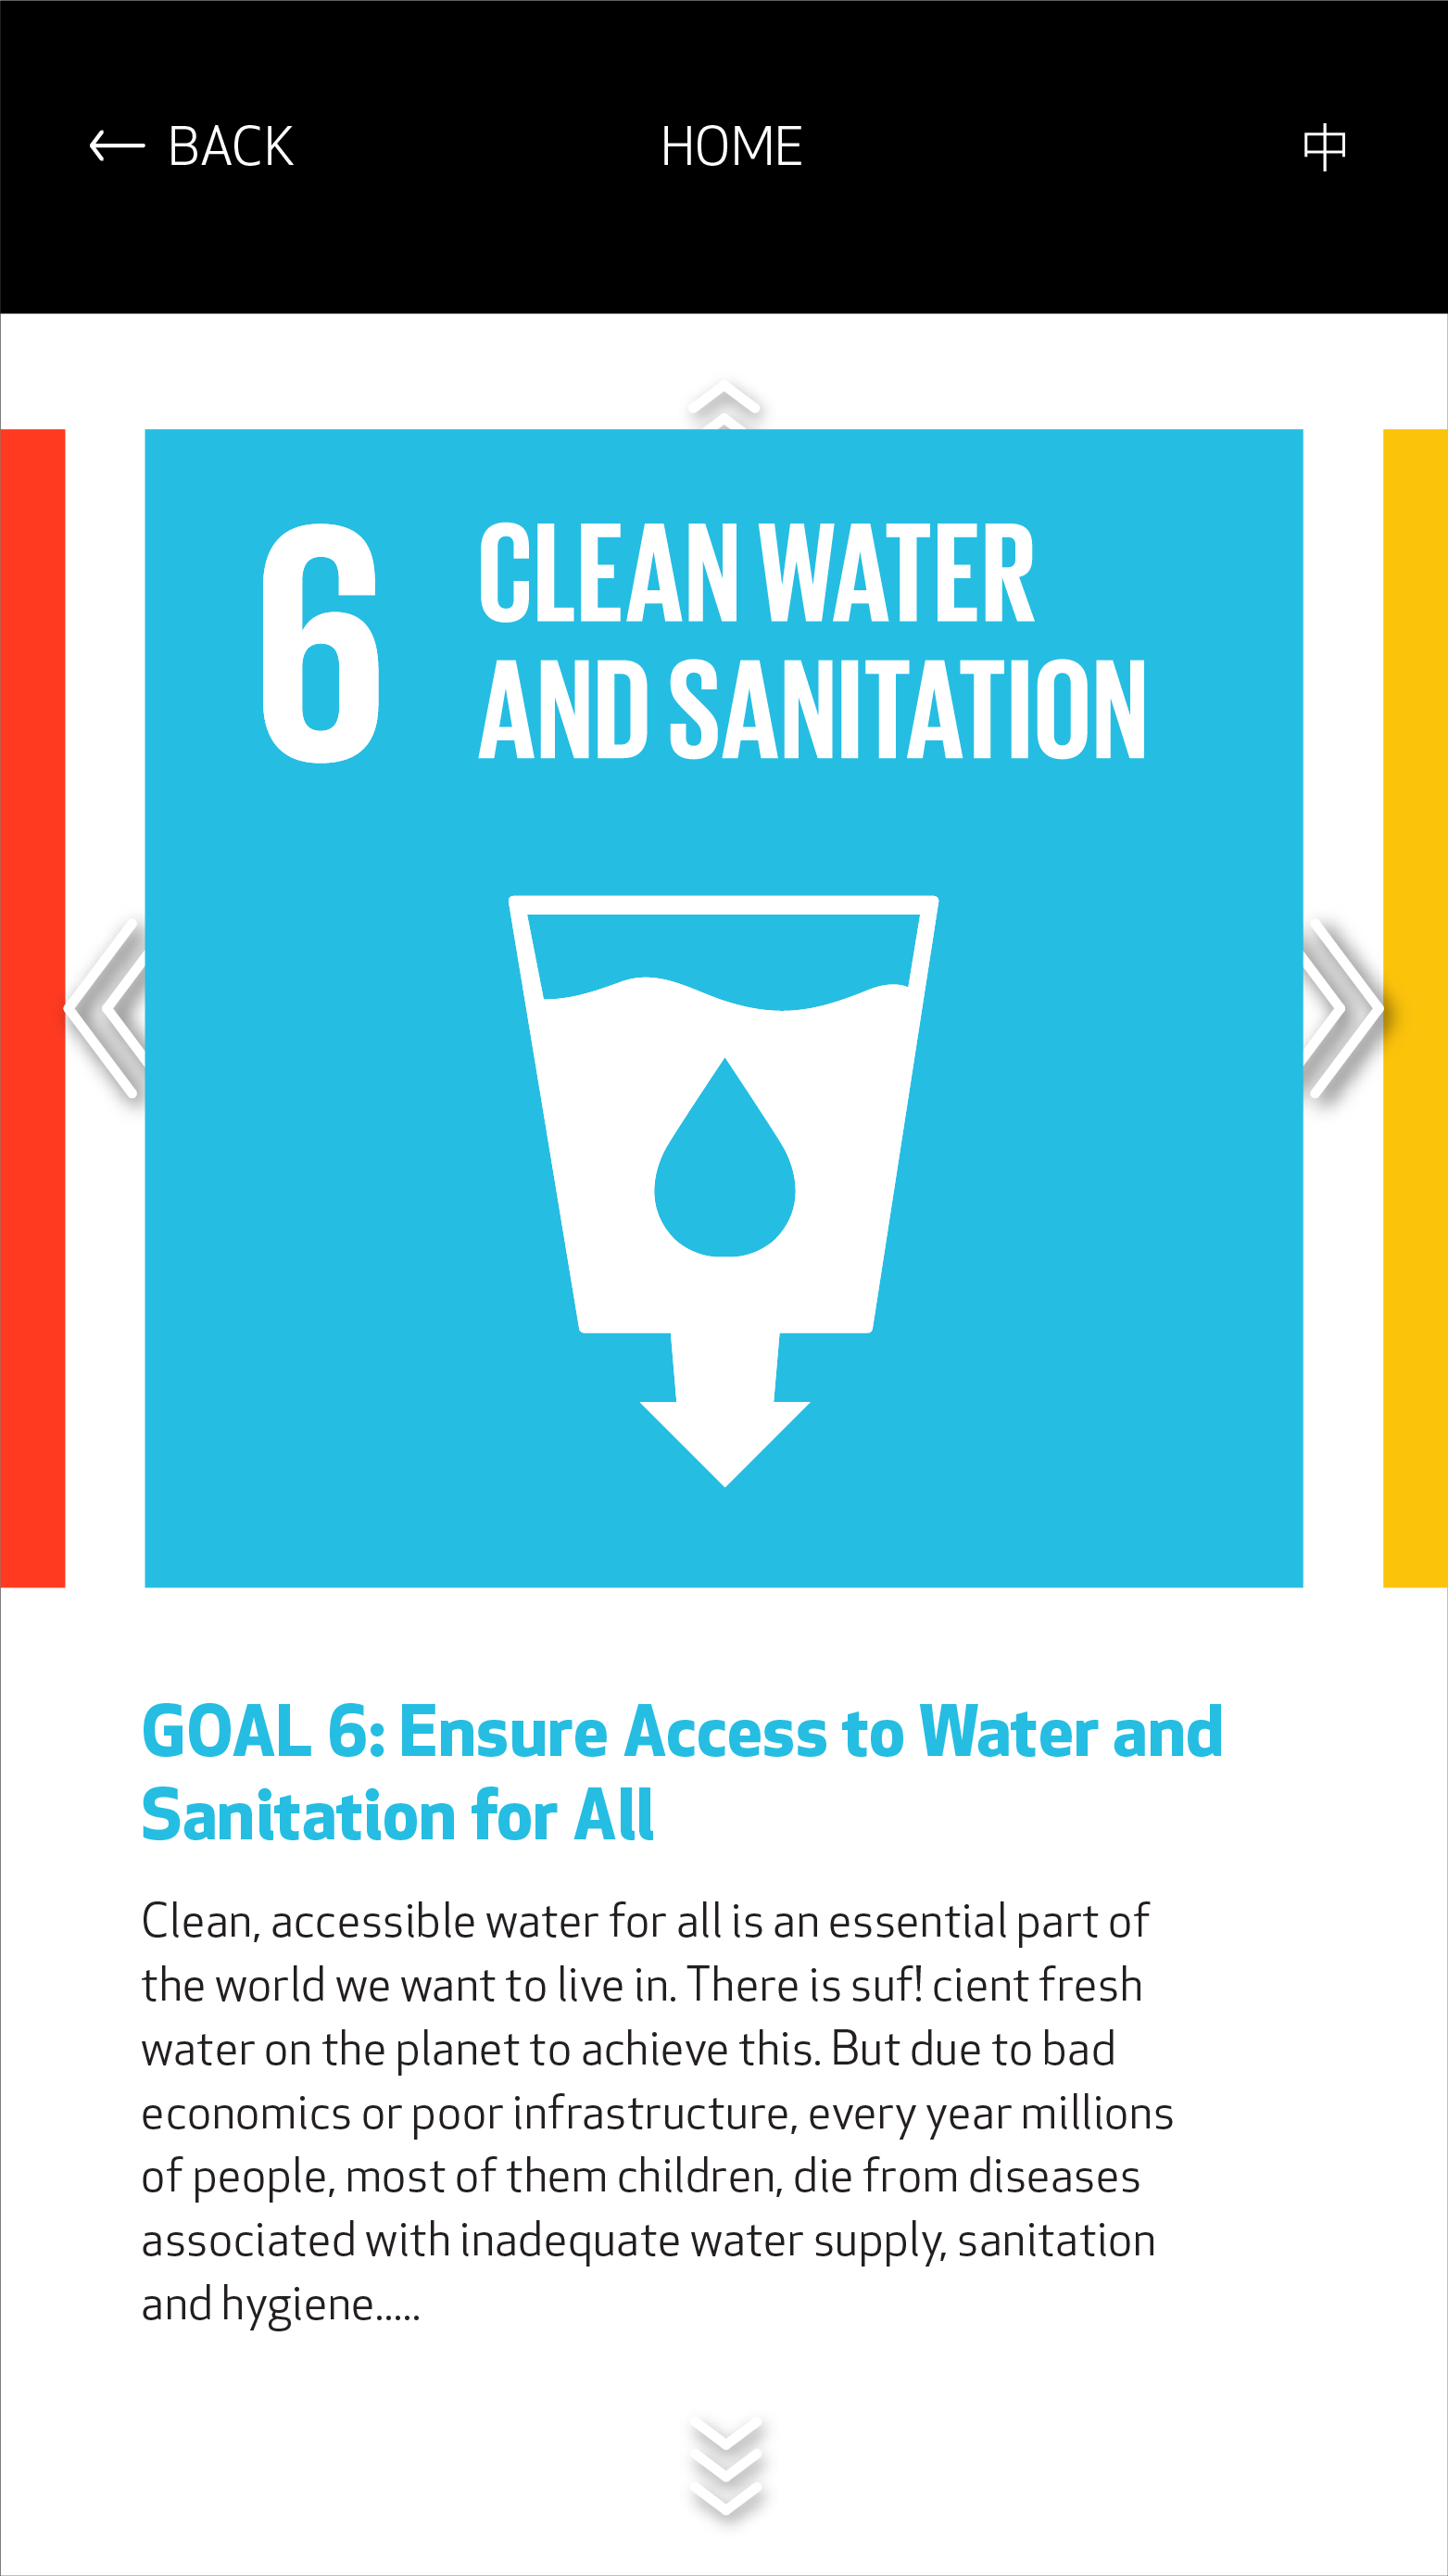 ← BACK HOME 中
6 CLEAN WATER
AND SANITATION
GOAL 6: Ensure Access to Water and
Sanitation for All
Clean, accessible water for all is an essential part of
the world we want to live in. There is suf! cient fresh
water on the planet to achieve this. But due to bad
economics or poor infrastructure, every year millions
of people, most of them children, die from diseases
associated with inadequate water supply, sanitation
and hygiene.....